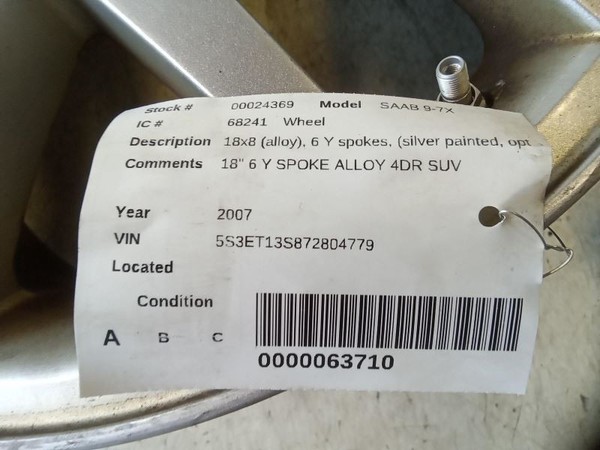 Stock # 00024369 Model SAAB 9-7X
IC # 68241 Wheel
Description 18x8 (alloy), 6 Y spokes, (silver painted, opt
Comments 18" 6 Y SPOKE ALLOY 4DR SUV
Year 2007
VIN 5S3ET13S872804779
Located
Condition
A B C
0000063710